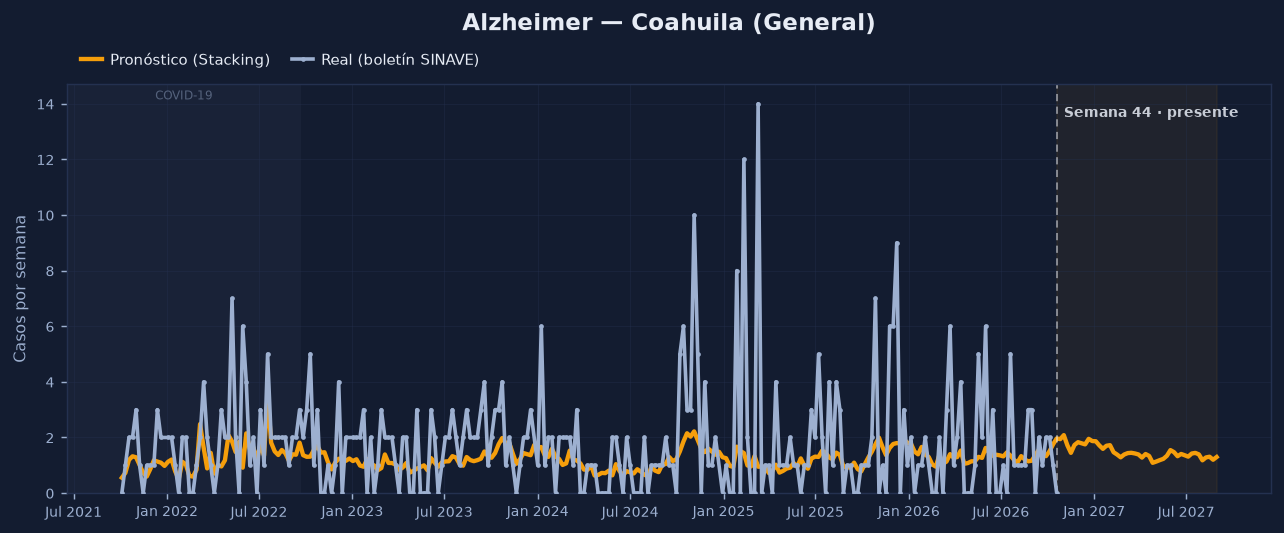 Alzheimer — Coahuila (General)
Pronóstico (Stacking)
Real (boletín SINAVE)
COVID-19
Semana 44 · presente
Casos por semana
14
12
10
8
6
4
2
0
Jul 2021
Jan 2022
Jul 2022
Jan 2023
Jul 2023
Jan 2024
Jul 2024
Jan 2025
Jul 2025
Jan 2026
Jul 2026
Jan 2027
Jul 2027